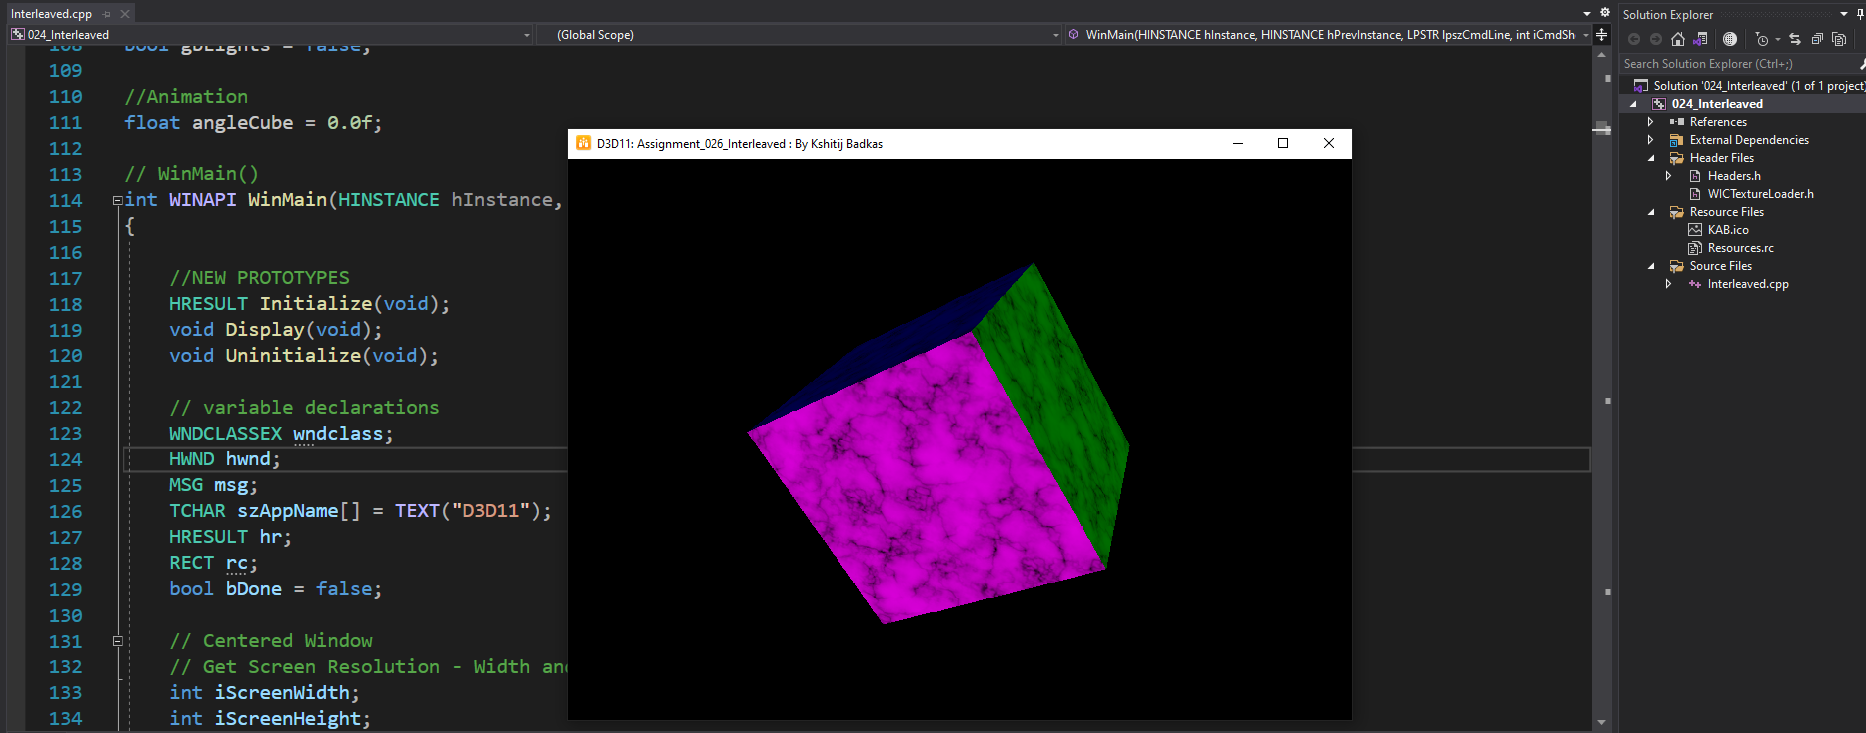 Interleaved.cpp
024_Interleaved
(Global Scope)
WinMain(HINSTANCE hInstance, HINSTANCE hPrevInstance, LPSTR lpszCmdLine, int iCmdSh
108 bool gbLights = false;
109
110 //Animation
111 float angleCube = 0.0f;
112
113 // WinMain()
114 int WINAPI WinMain(HINSTANCE hInstance,
115 {
116
117 //NEW PROTOTYPES
118 HRESULT Initialize(void);
119 void Display(void);
120 void Uninitialize(void);
121
122 // variable declarations
123 WNDCLASSEX wndclass;
124 HWND hwnd;
125 MSG msg;
126 TCHAR szAppName[] = TEXT("D3D11");
127 HRESULT hr;
128 RECT rc;
129 bool bDone = false;
130
131 // Centered Window
132 // Get Screen Resolution - Width and
133 int iScreenWidth;
134 int iScreenHeight;
D3D11: Assignment_026_Interleaved : By Kshitij Badkas
Solution Explorer
Search Solution Explorer (Ctrl+;)
Solution '024_Interleaved' (1 of 1 project)
024_Interleaved
References
External Dependencies
Header Files
Headers.h
WICTextureLoader.h
Resource Files
KAB.ico
Resources.rc
Source Files
Interleaved.cpp